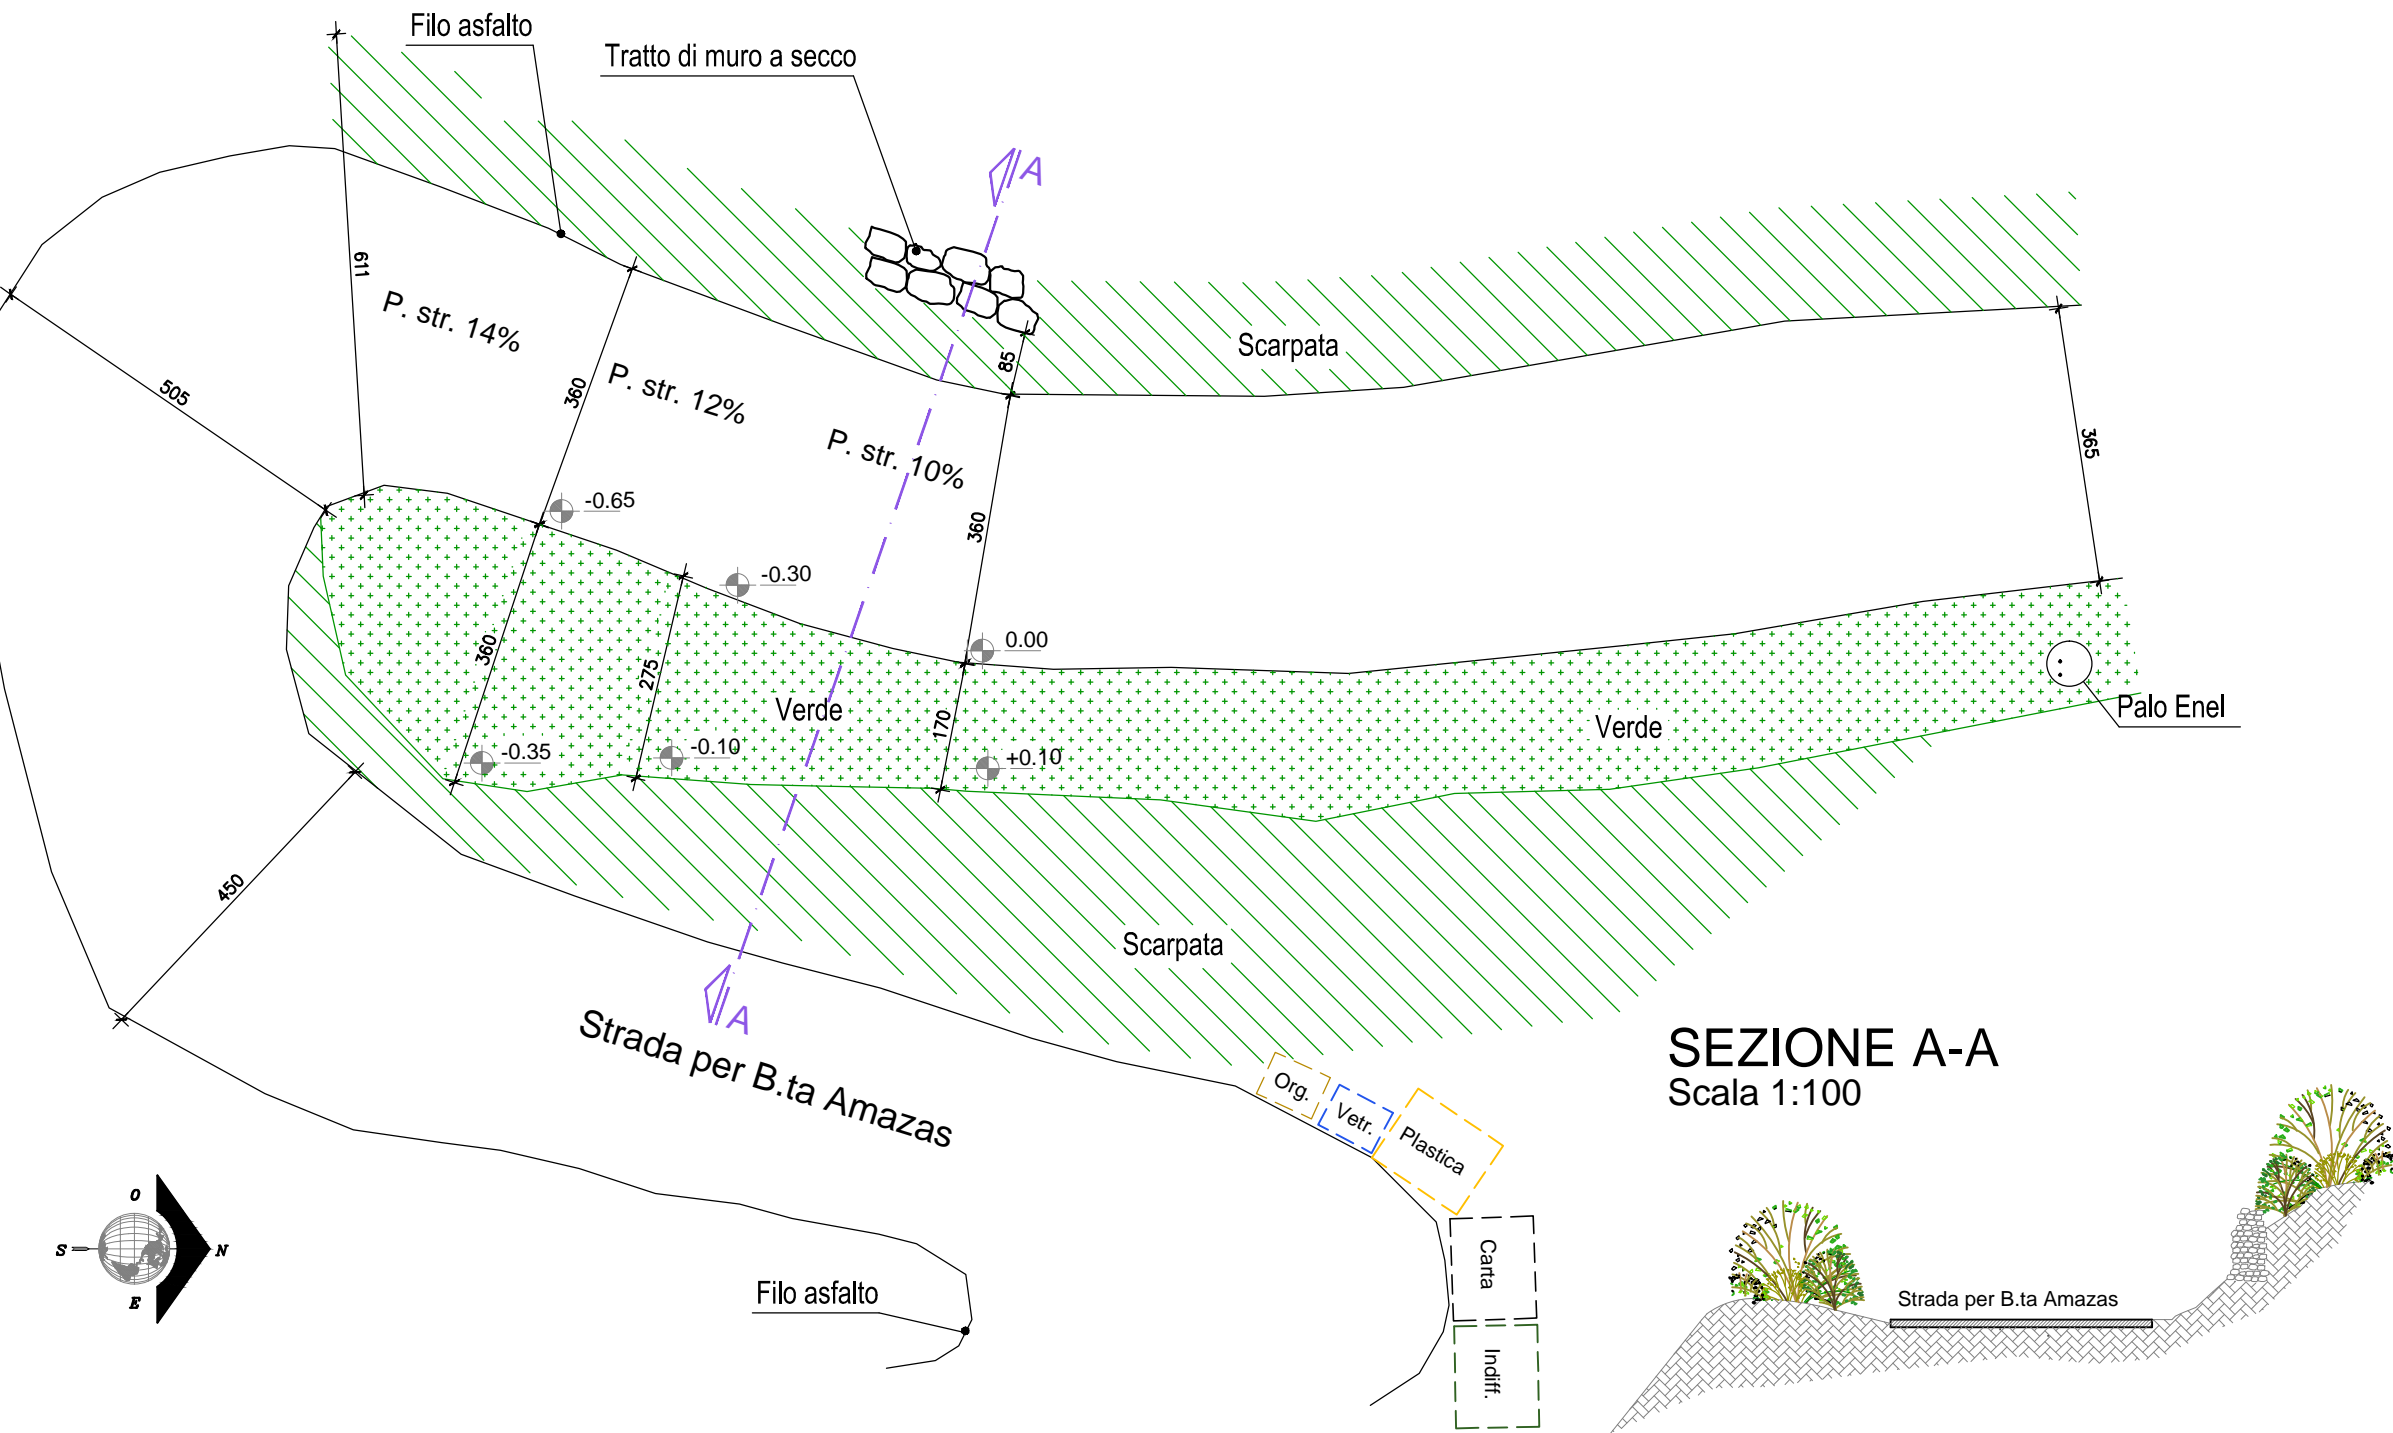 Filo asfalto
Tratto di muro a secco
A
611
P. str. 14%
505
360
P. str. 12%
85
Scarpata
P. str. 10%
365
-0.65
360
-0.30
0.00
360
275
Verde
170
Verde
Palo Enel
-0.35
-0.10
+0.10
450
Scarpata
A
Strada per B.ta Amazas
SEZIONE A-A
Scala 1:100
Org.
Vetr.
Plastica
O
S
N
E
Carta
Filo asfalto
Strada per B.ta Amazas
Indiff.